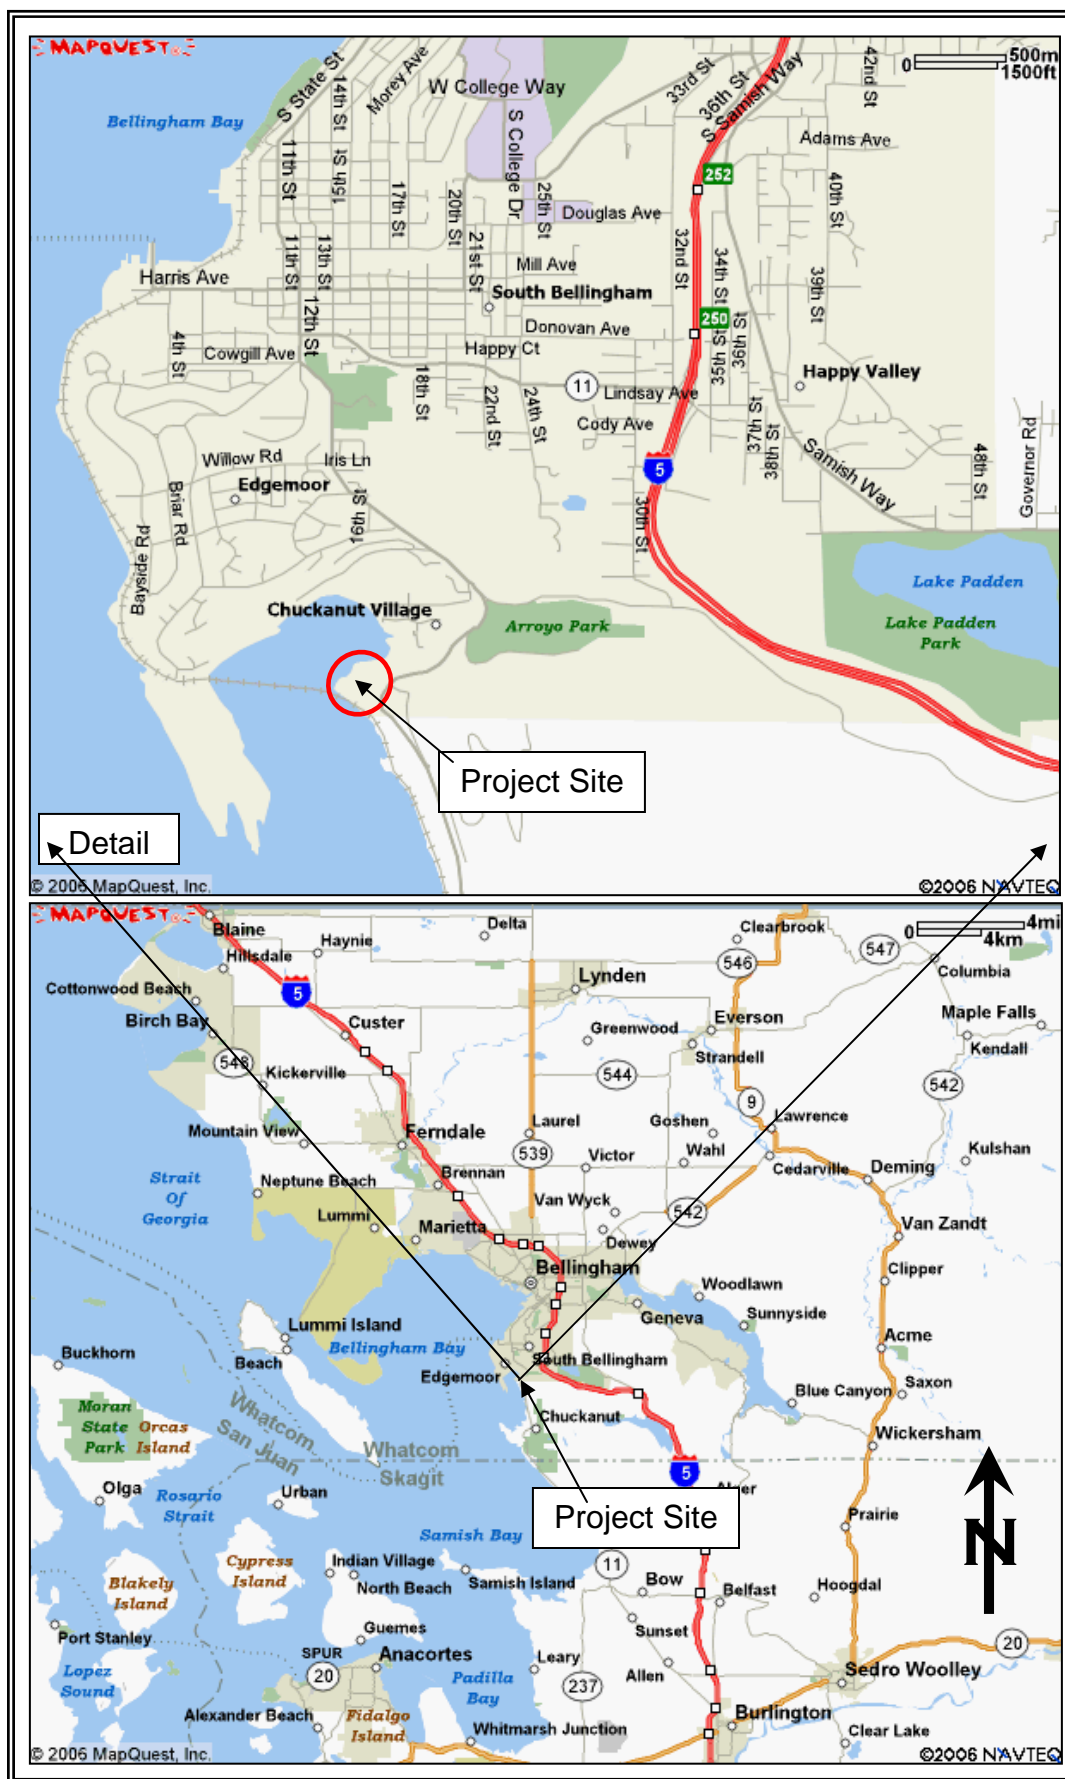 MAPQUEST
500m
0
1500ft
Bellingham Bay
S State St
14th St
Morey Ave
W College Way
33rd St
36th St
S Samish Way
42nd St
Adams Ave
11th St
15th St
17th St
20th St
S College Dr
25th St
Douglas Ave
252
40th St
Harris Ave
11th St
13th St
12th St
21st St
Mill Ave
South Bellingham
32nd St
34th St
39th St
250
Donovan Ave
4th St
Cowgill Ave
Happy Ct
35th St
36th St
Happy Valley
18th St
22nd St
24th St
11
Lindsay Ave
Cody Ave
37th St
38th St
Samish Way
48th St
Governor Rd
Willow Rd
Iris Ln
Edgemoor
Briar Rd
16th St
5
30th St
Bayside Rd
Lake Padden
Chuckanut Village
Arroyo Park
Lake Padden
Park
Project Site
Detail
© 2006 MapQuest, Inc.
©2006 NAVTEQ
MAPQUEST
Blaine
Delta
Clearbrook
0
4mi
4km
Haynie
Hillsdale
546
547
Columbia
Cottonwood Beach
5
Lynden
Birch Bay
Custer
Greenwood
Everson
Maple Falls
Strandell
Kendall
548
Kickerville
544
542
9
Lawrence
Mountain View
Ferndale
Laurel
Goshen
539
Victor
Wahl
Cedarville
Deming
Kulshan
Strait
Of
Georgia
Neptune Beach
Brennan
Van Wyck
542
Lummi
Marietta
Dewey
Van Zandt
Bellingham
Clipper
Woodlawn
Geneva
Sunnyside
Lummi Island
Bellingham Bay
Acme
Buckhorn
Beach
South Bellingham
Edgemoor
Blue Canyon
Saxon
Moran
State
Park
Orcas
Island
Whatcom
San Juan
Chuckanut
Whatcom
Skagit
Wickersham
5
Olga
Rosario
Strait
Urban
Project Site
Prairie
N
Samish Bay
Cypress
Island
Indian Village
North Beach
Samish Island
11
Bow
Belfast
Hoogdal
Blakely
Island
Port Stanley
Guemes
Sunset
SPUR
20
Anacortes
Leary
Allen
20
Sedro Woolley
Lopez
Sound
Padilla
Bay
237
Alexander Beach
Fidalgo
Island
Whitmarsh Junction
Burlington
Clear Lake
© 2006 MapQuest, Inc.
©2006 NAVTEQ